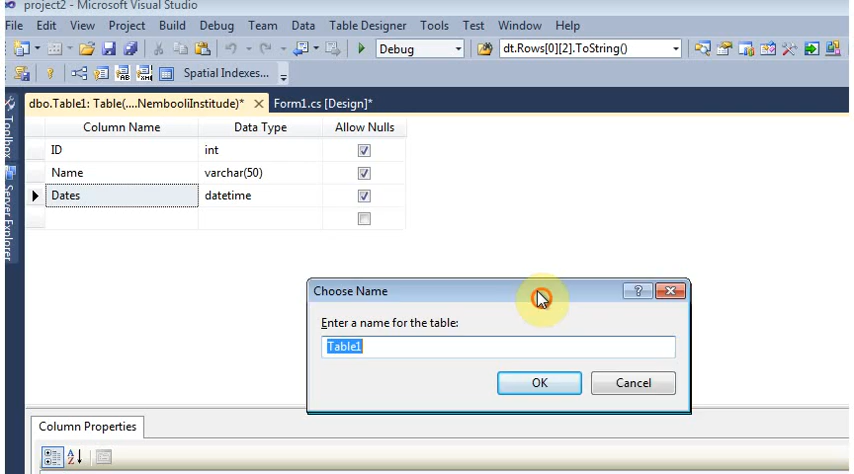 project2 - Microsoft Visual Studio
File Edit View Project Build Debug Team Data Table Designer Tools Test Window Help
Debug dt.Rows[0][2].ToString()
Spatial Indexes...
dbo.Table1: Table(....NembooliInstitude)* Form1.cs [Design]*
Toolbox
Server Explorer
Column Name Data Type Allow Nulls
ID int
Name varchar(50)
Dates datetime
Choose Name
Enter a name for the table:
Table1
OK Cancel
Column Properties